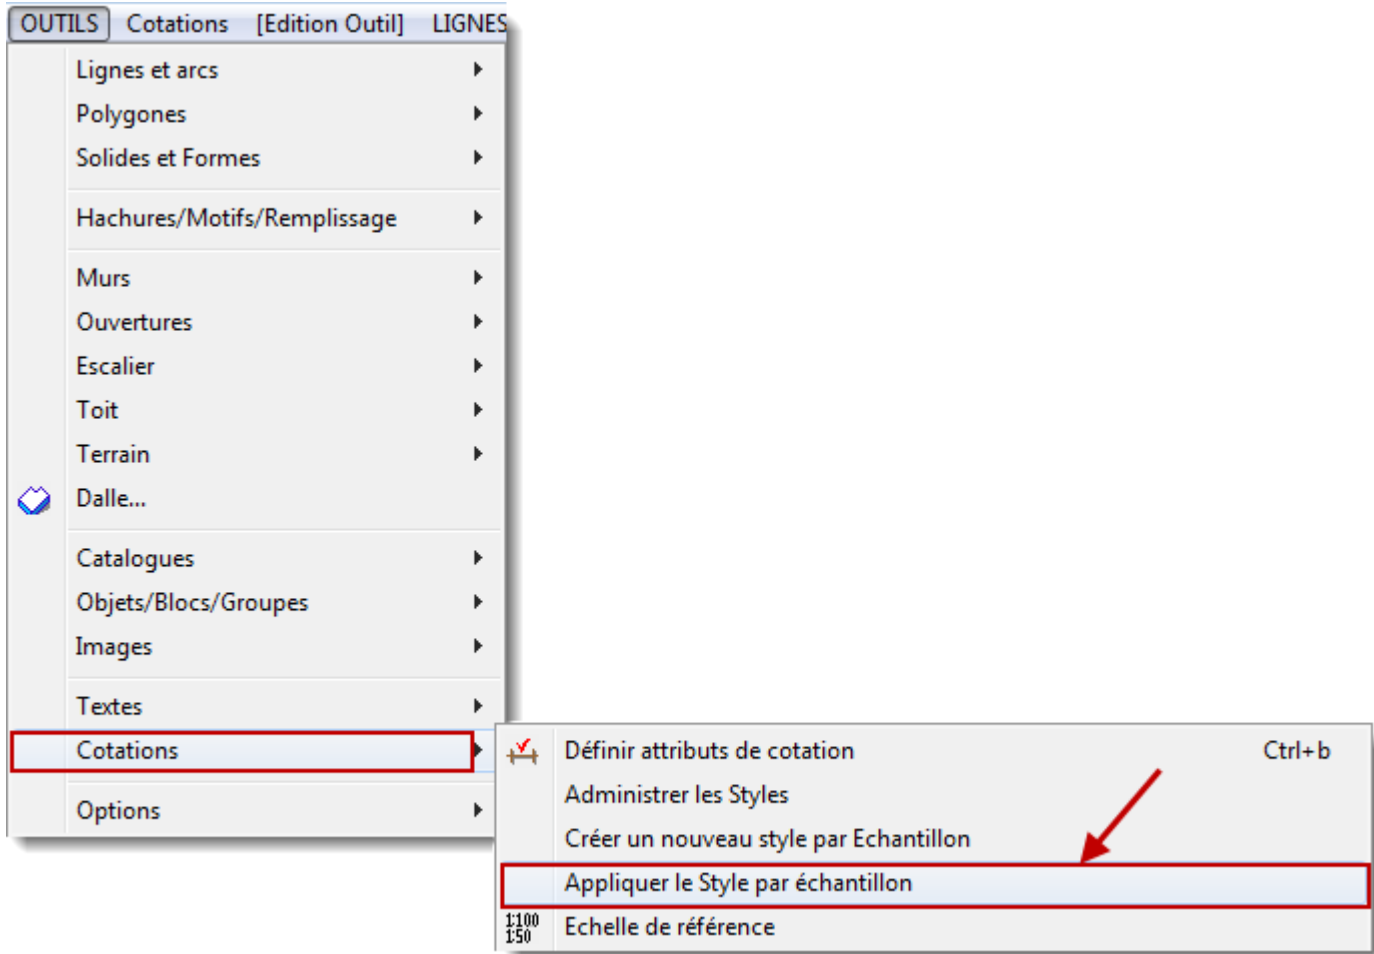 OUTILS Cotations [Edition Outil] LIGNES
Lignes et arcs
Polygones
Solides et Formes
Hachures/Motifs/Remplissage
Murs
Ouvertures
Escalier
Toit
Terrain
Dalle...
Catalogues
Objets/Blocs/Groupes
Images
Textes
Cotations
Options
Définir attributs de cotation Ctrl+b
Administrer les Styles
Créer un nouveau style par Echantillon
Appliquer le Style par échantillon
1:100
1:50
Echelle de référence